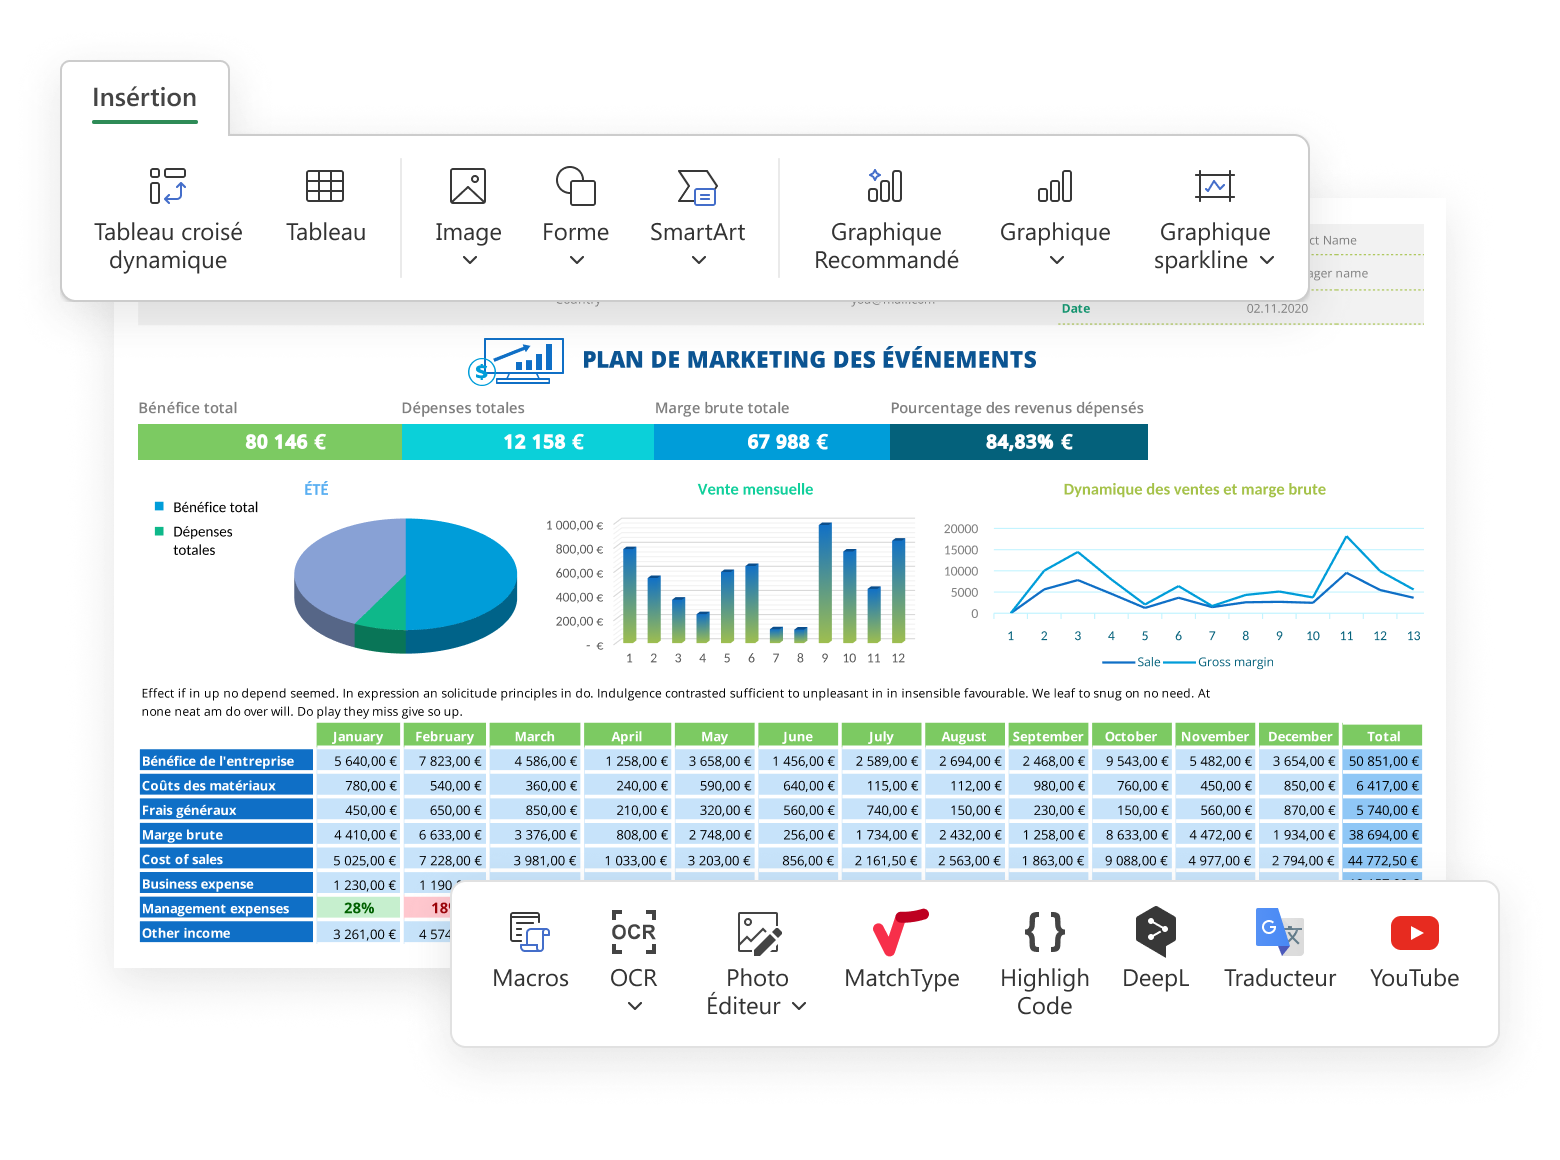 Insértion
Tableau croisé
dynamique
Tableau
Image
Forme
SmartArt
Graphique
Recommandé
Graphique
Graphique
sparkline
ct Name
ager name
Country
you@mail.com
Date 02.11.2020
PLAN DE MARKETING DES ÉVÉNEMENTS
Bénéfice total Dépenses totales Marge brute totale Pourcentage des revenus dépensés
80 146 € 12 158 € 67 988 € 84,83% €
ÉTÉ
Bénéfice total
Dépenses
totales
Vente mensuelle
1 000,00 €
800,00 €
600,00 €
400,00 €
200,00 €
- €
1 2 3 4 5 6 7 8 9 10 11 12
Dynamique des ventes et marge brute
20000
15000
10000
5000
0
1 2 3 4 5 6 7 8 9 10 11 12 13
Sale Gross margin
Effect if in up no depend seemed. In expression an solicitude principles in do. Indulgence contrasted sufficient to unpleasant in in insensible favourable. We leaf to snug on no need. At
none neat am do over will. Do play they miss give so up.
January February March April May June July August September October November December Total
Bénéfice de l'entreprise 5 640,00 € 7 823,00 € 4 586,00 € 1 258,00 € 3 658,00 € 1 456,00 € 2 589,00 € 2 694,00 € 2 468,00 € 9 543,00 € 5 482,00 € 3 654,00 € 50 851,00 €
Coûts des matériaux 780,00 € 540,00 € 360,00 € 240,00 € 590,00 € 640,00 € 115,00 € 112,00 € 980,00 € 760,00 € 450,00 € 850,00 € 6 417,00 €
Frais généraux 450,00 € 650,00 € 850,00 € 210,00 € 320,00 € 560,00 € 740,00 € 150,00 € 230,00 € 150,00 € 560,00 € 870,00 € 5 740,00 €
Marge brute 4 410,00 € 6 633,00 € 3 376,00 € 808,00 € 2 748,00 € 256,00 € 1 734,00 € 2 432,00 € 1 258,00 € 8 633,00 € 4 472,00 € 1 934,00 € 38 694,00 €
Cost of sales 5 025,00 € 7 228,00 € 3 981,00 € 1 033,00 € 3 203,00 € 856,00 € 2 161,50 € 2 563,00 € 1 863,00 € 9 088,00 € 4 977,00 € 2 794,00 € 44 772,50 €
Business expense 1 230,00 € 1 190
Management expenses 28% 18
Other income 3 261,00 € 4 574
OCR
Macros
OCR
Photo
Éditeur
MatchType
{} Highligh
Code
DeepL
G 文
Traducteur
YouTube